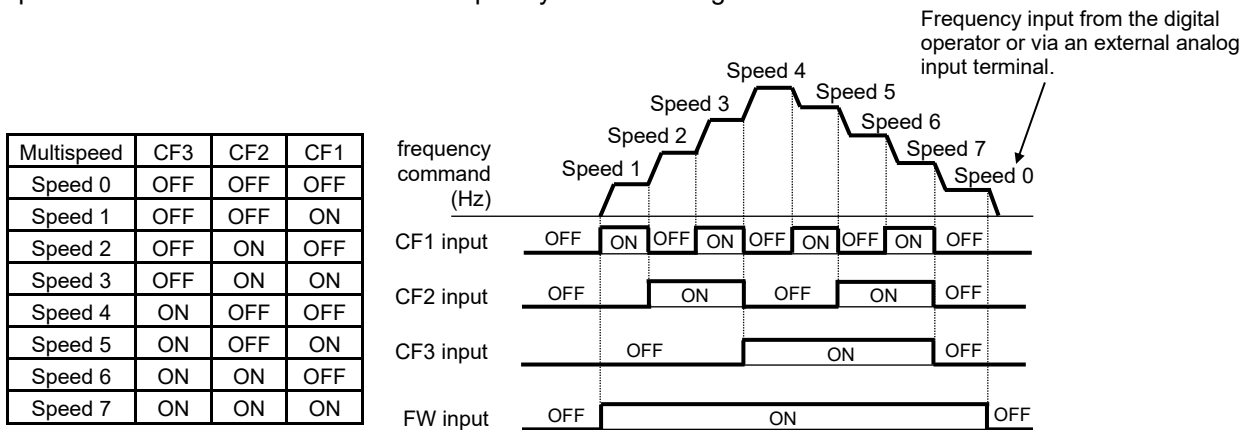 Frequency input from the digital
operator or via an external analog
input terminal.
Multispeed CF3 CF2 CF1
Speed 0 OFF OFF OFF
Speed 1 OFF OFF ON
Speed 2 OFF ON OFF
Speed 3 OFF ON ON
Speed 4 ON OFF OFF
Speed 5 ON OFF ON
Speed 6 ON ON OFF
Speed 7 ON ON ON
frequency
command
(Hz)
Speed 1
Speed 2
Speed 3
Speed 4
Speed 5
Speed 6
Speed 7
Speed 0
CF1 input OFF ON OFF ON OFF ON OFF ON OFF
CF2 input OFF ON OFF ON OFF
CF3 input OFF ON OFF
FW input OFF ON OFF